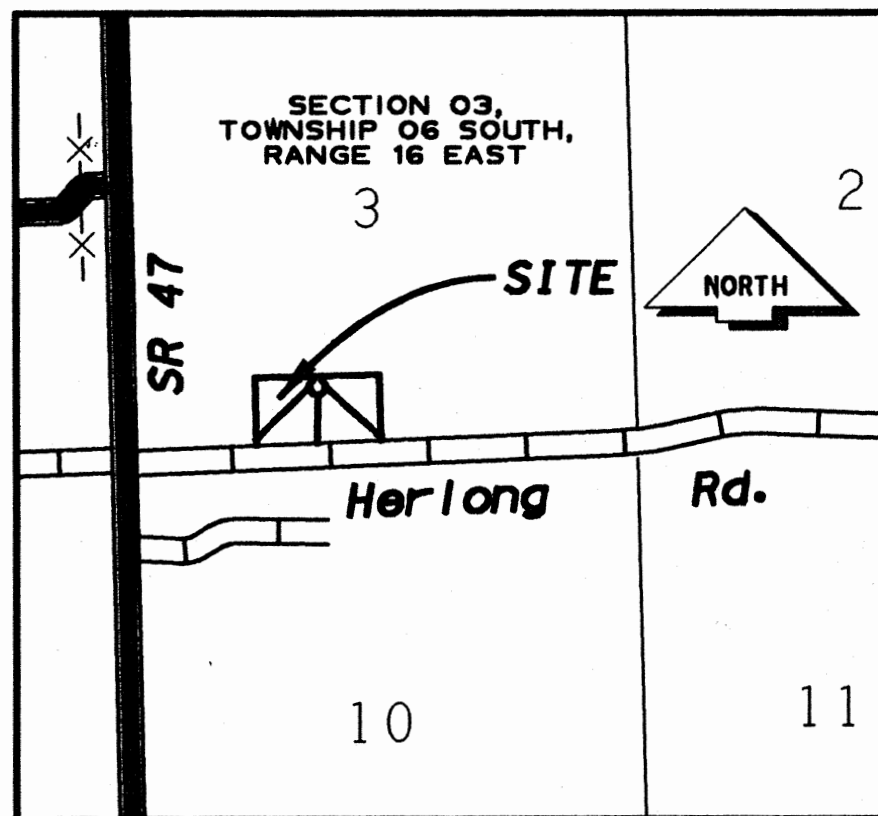 SECTION 03,
TOWNSHIP 06 SOUTH,
RANGE 16 EAST
3
2
SITE
NORTH
SR 47
Herlong Rd.
10
11